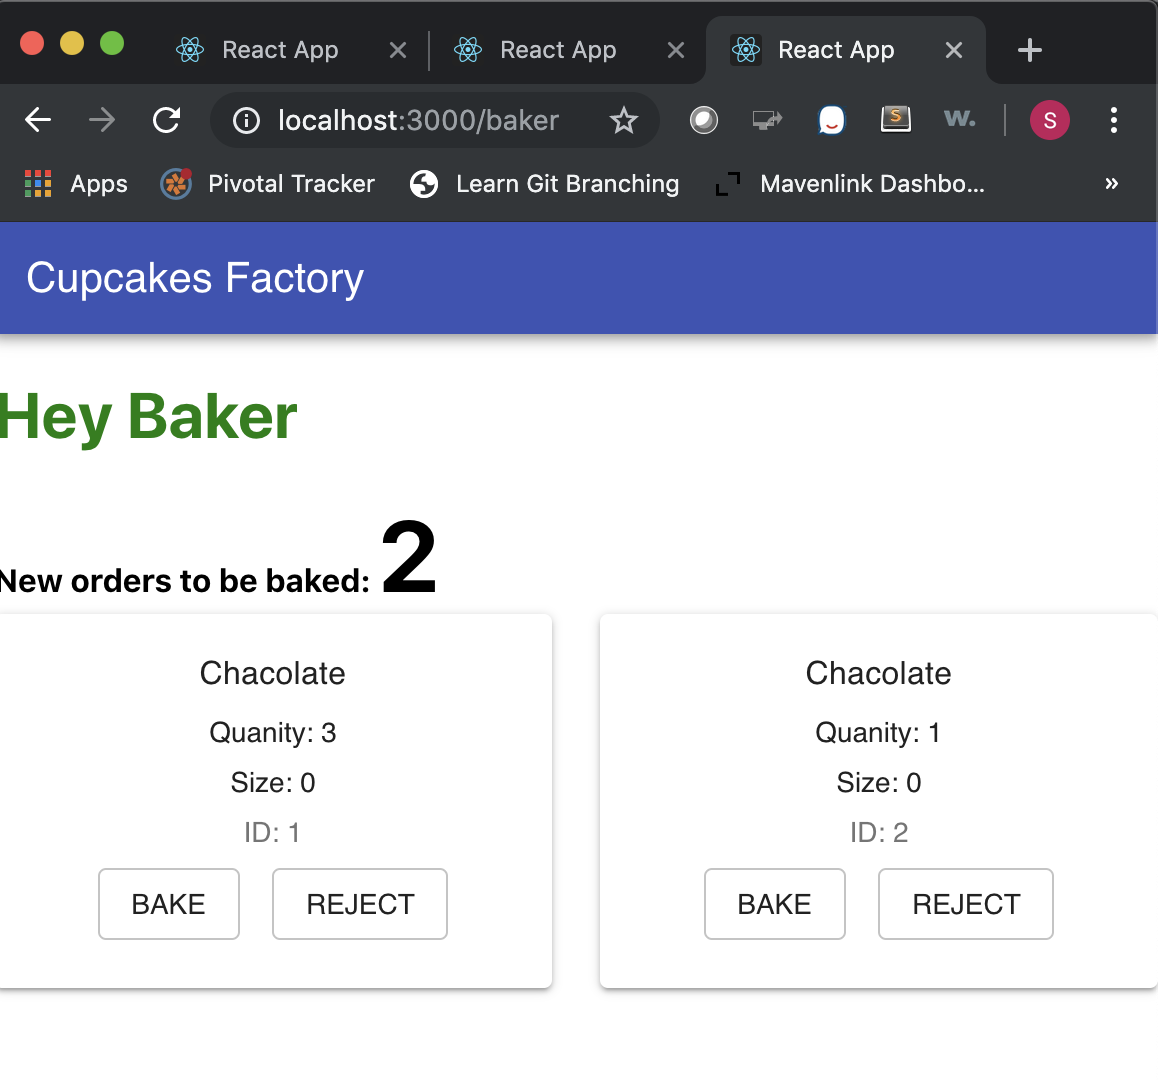 React App React App React App
localhost:3000/baker S W. S
Apps Pivotal Tracker Learn Git Branching Mavenlink Dashbo... »
Cupcakes Factory
Hey Baker
New orders to be baked: 2
Chacolate Chacolate
Quanity: 3 Quanity: 1
Size: 0 Size: 0
ID: 1 ID: 2
BAKE REJECT BAKE REJECT